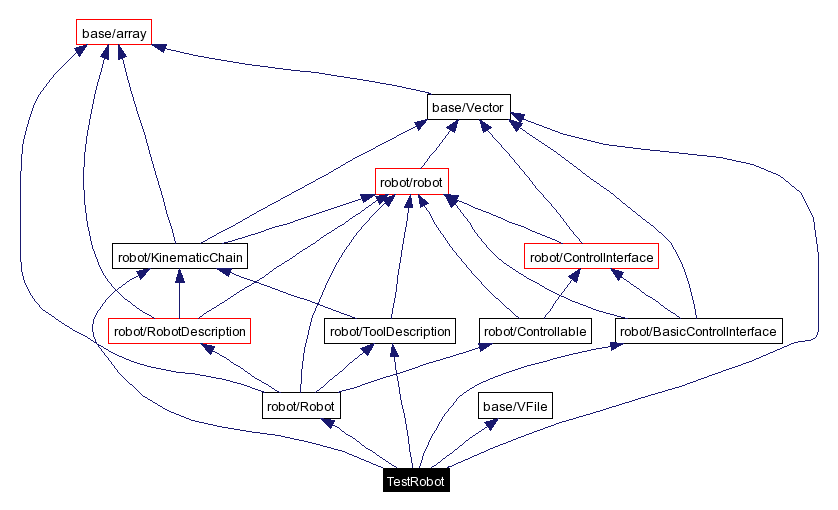 base/array
base/Vector
robot/robot
robot/KinematicChain
robot/ControlInterface
robot/RobotDescription
robot/ToolDescription
robot/Controllable
robot/BasicControlInterface
robot/Robot
base/VFile
TestRobot